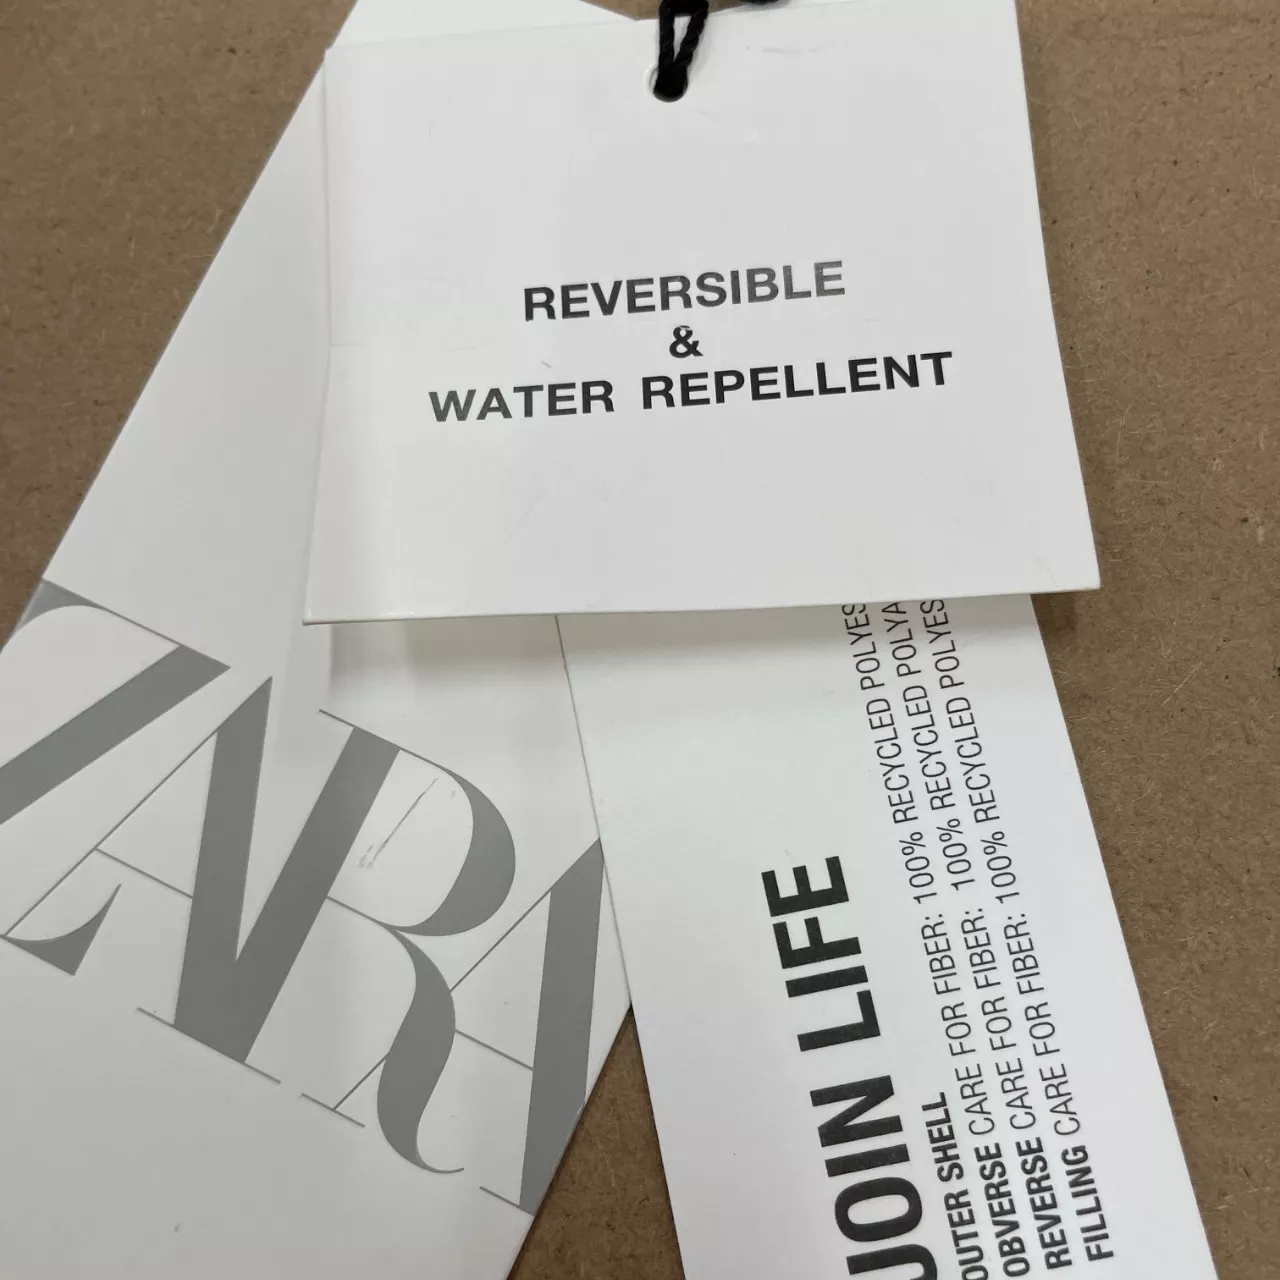 REVERSIBLE
&
WATER REPELLENT
ZARA
JOIN LIFE
OUTER SHELL
OBVERSE CARE FOR FIBER: 100% RECYCLED POLYES
REVERSE CARE FOR FIBER: 100% RECYCLED POLYA
FILLING CARE FOR FIBER: 100% RECYCLED POLYES